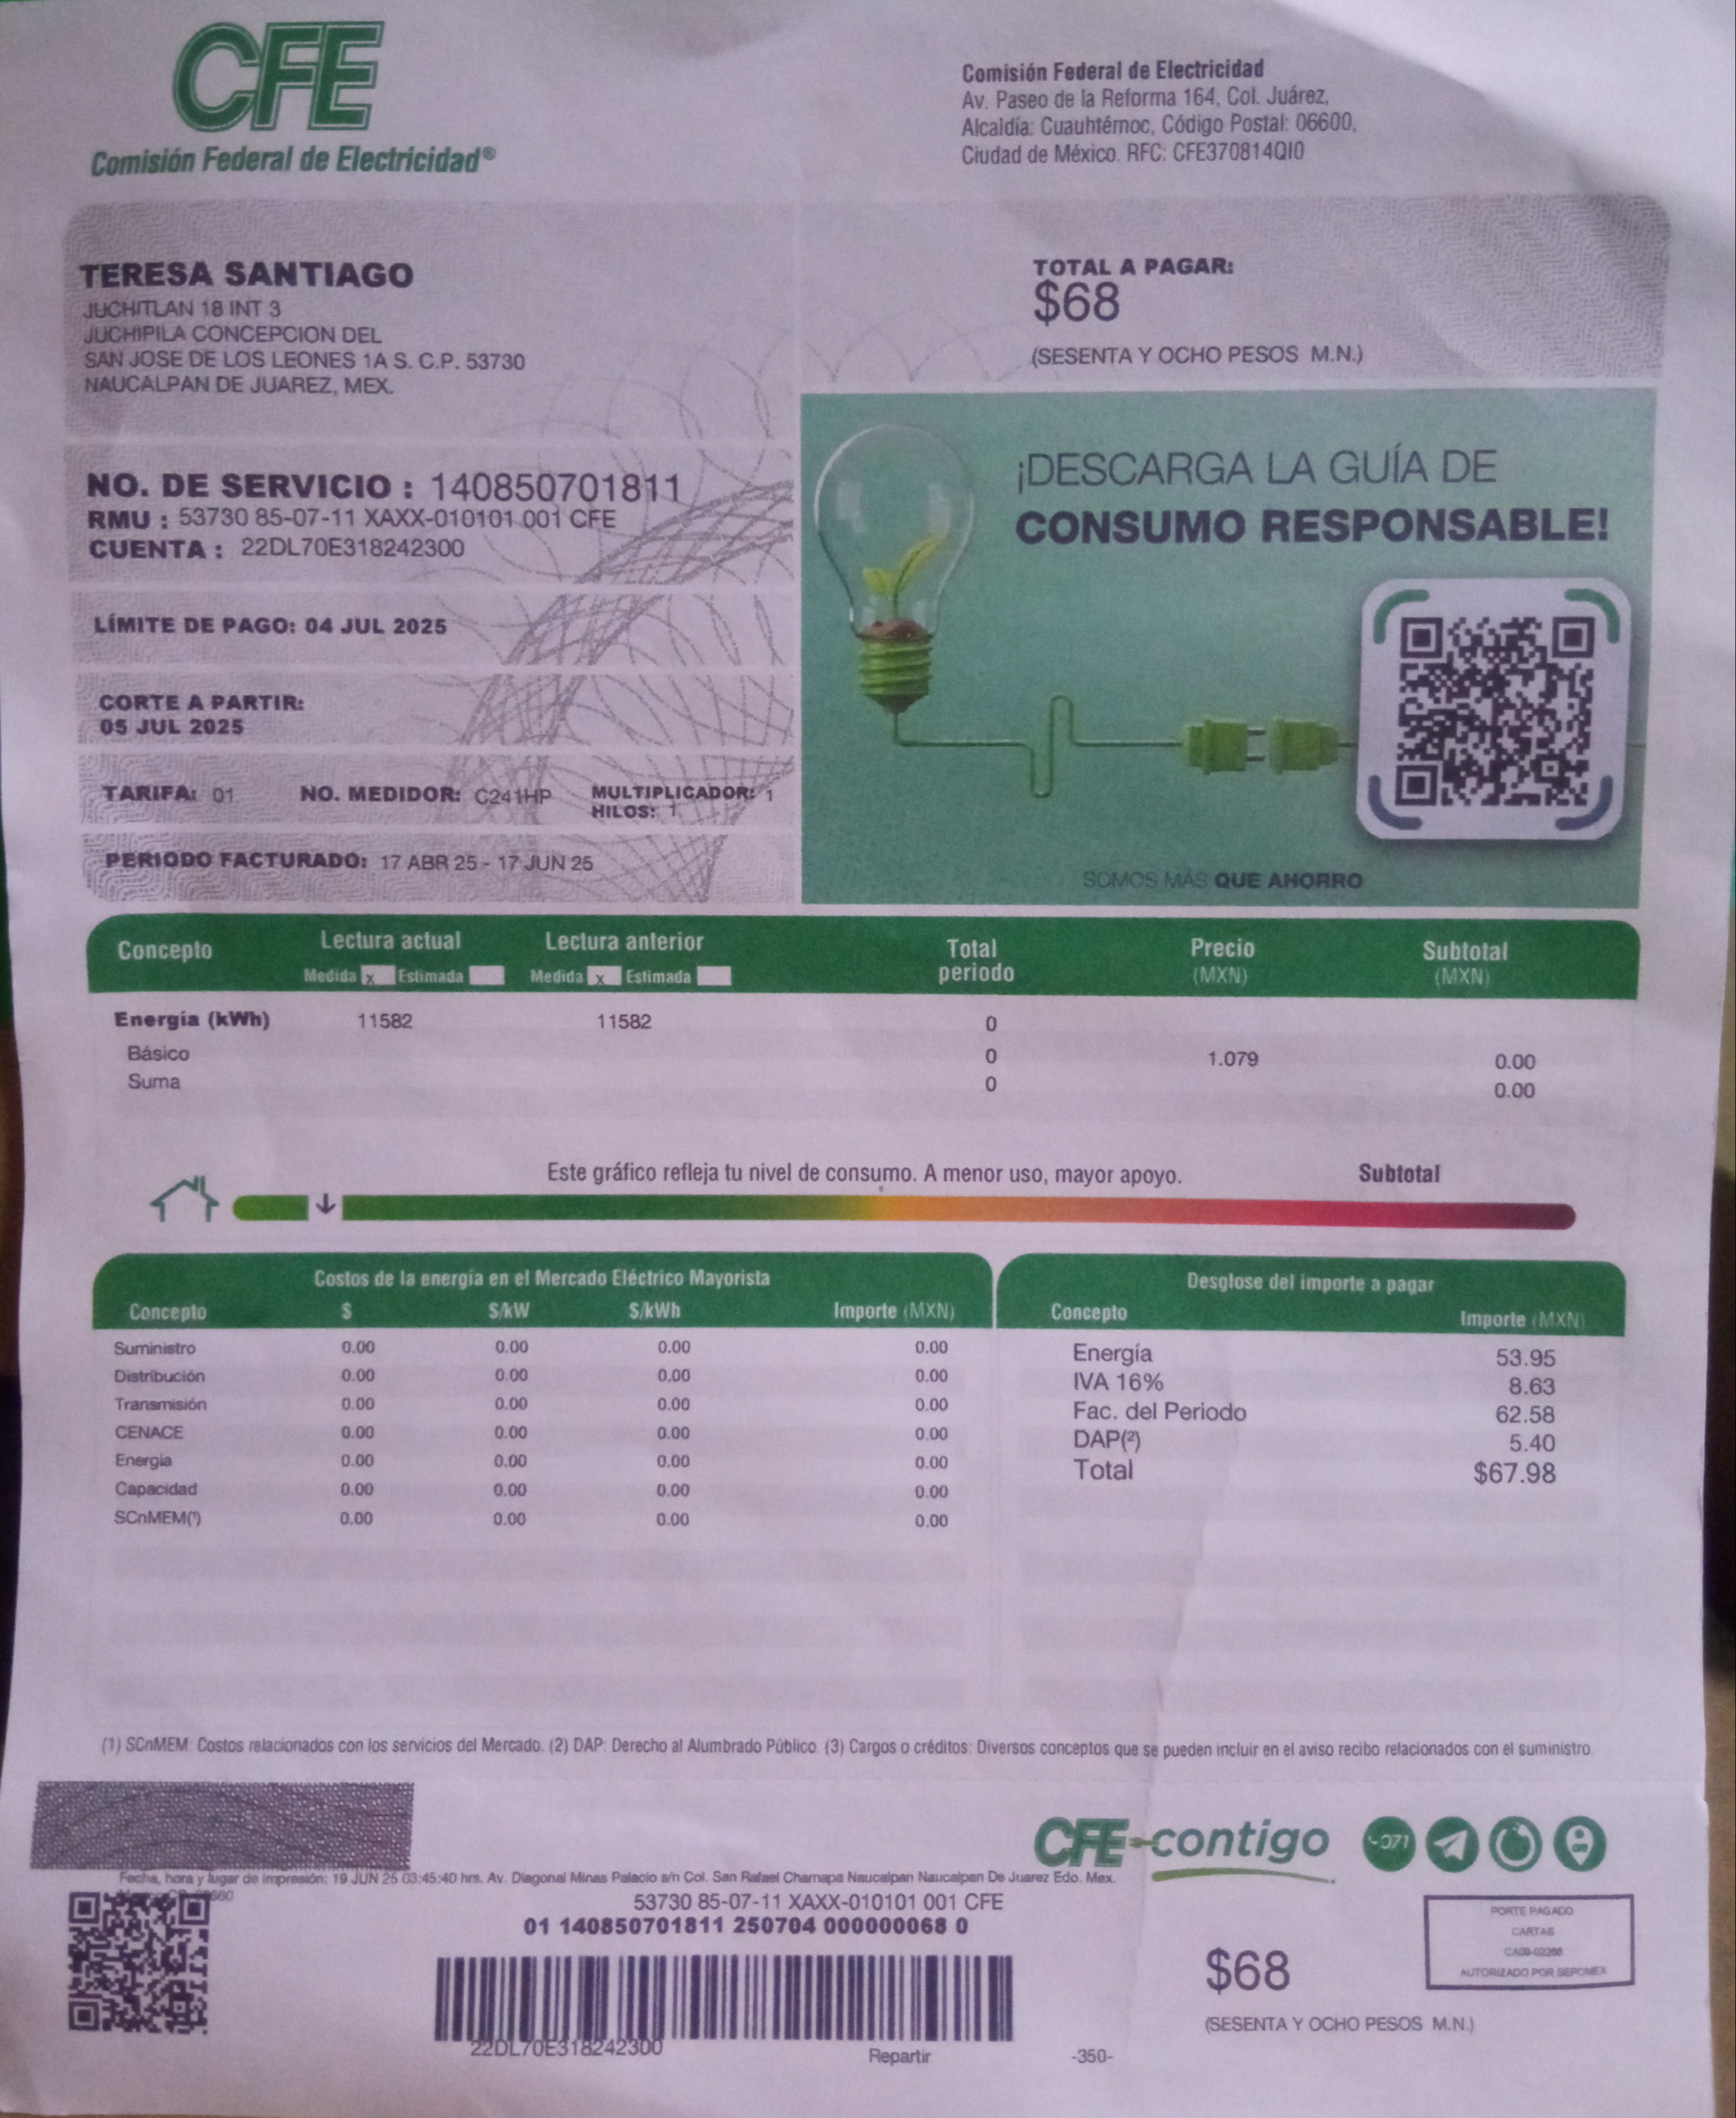 CFE
Comisión Federal de Electricidad®
Comisión Federal de Electricidad
Av. Paseo de la Reforma 164, Col. Juárez,
Alcaldía: Cuauhtémoc, Código Postal: 06600,
Ciudad de México. RFC: CFE370814QI0
TERESA SANTIAGO
JUCHITLAN 18 INT 3
JUCHIPILA CONCEPCION DEL
SAN JOSE DE LOS LEONES 1A S. C.P. 53730
NAUCALPAN DE JUAREZ, MEX.
TOTAL A PAGAR:
$68
(SESENTA Y OCHO PESOS M.N.)
NO. DE SERVICIO : 140850701811
RMU : 53730 85-07-11 XAXX-010101 001 CFE
CUENTA : 22DL70E318242300
LÍMITE DE PAGO: 04 JUL 2025
CORTE A PARTIR:
05 JUL 2025
TARIFA: 01 NO. MEDIDOR: C241HP MULTIPLICADOR: 1
HILOS: 1
PERIODO FACTURADO: 17 ABR 25 - 17 JUN 25
¡DESCARGA LA GUÍA DE
CONSUMO RESPONSABLE!
SOMOS MÁS QUE AHORRO
Concepto Lectura actual Lectura anterior Total periodo Precio (MXN) Subtotal (MXN)
Medida x Estimada Medida x Estimada
Energía (kWh) 11582 11582 0
Básico 0 1.079 0.00
Suma 0 0.00
Este gráfico refleja tu nivel de consumo. A menor uso, mayor apoyo. Subtotal
Costos de la energía en el Mercado Eléctrico Mayorista
Concepto $ $/kW $/kWh Importe (MXN)
Suministro 0.00 0.00 0.00 0.00
Distribución 0.00 0.00 0.00 0.00
Transmisión 0.00 0.00 0.00 0.00
CENACE 0.00 0.00 0.00 0.00
Energía 0.00 0.00 0.00 0.00
Capacidad 0.00 0.00 0.00 0.00
SCnMEM(¹) 0.00 0.00 0.00 0.00
Desglose del importe a pagar
Concepto Importe (MXN)
Energía 53.95
IVA 16% 8.63
Fac. del Periodo 62.58
DAP(²) 5.40
Total $67.98
(1) SCnMEM: Costos relacionados con los servicios del Mercado. (2) DAP: Derecho al Alumbrado Público. (3) Cargos o créditos: Diversos conceptos que se pueden incluir en el aviso recibo relacionados con el suministro.
CFE contigo 071
Fecha, hora y lugar de impresión: 19 JUN 25 03:45:40 hrs. Av. Diagonal Minas Palacio s/n Col. San Rafael Chamapa Naucalpan Naucalpan De Juarez Edo. Mex.
53730 85-07-11 XAXX-010101 001 CFE
01 140850701811 250704 000000068 0
22DL70E318242300
Repartir
-350-
$68
(SESENTA Y OCHO PESOS M.N.)
PORTE PAGADO
CARTAS
AUTORIZADO POR SEPOMEX